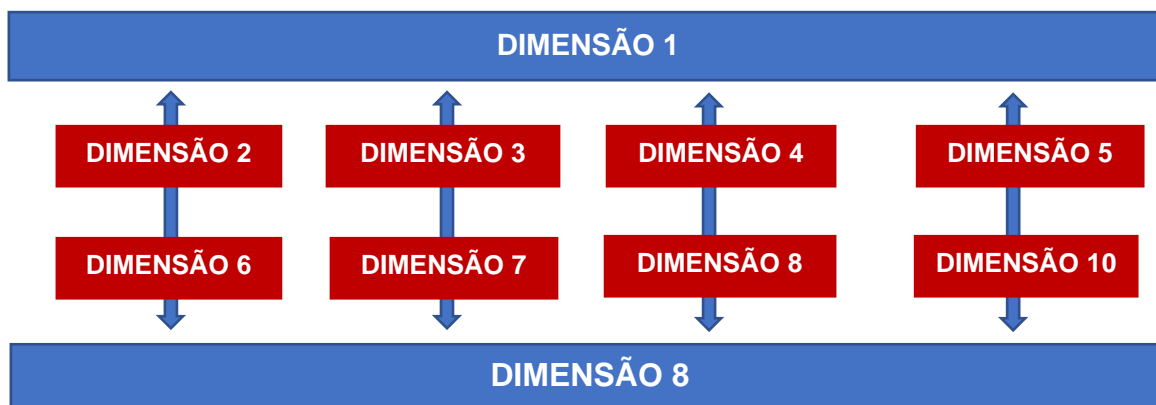 DIMENSÃO 1
DIMENSÃO 2
DIMENSÃO 3
DIMENSÃO 4
DIMENSÃO 5
DIMENSÃO 6
DIMENSÃO 7
DIMENSÃO 8
DIMENSÃO 10
DIMENSÃO 8